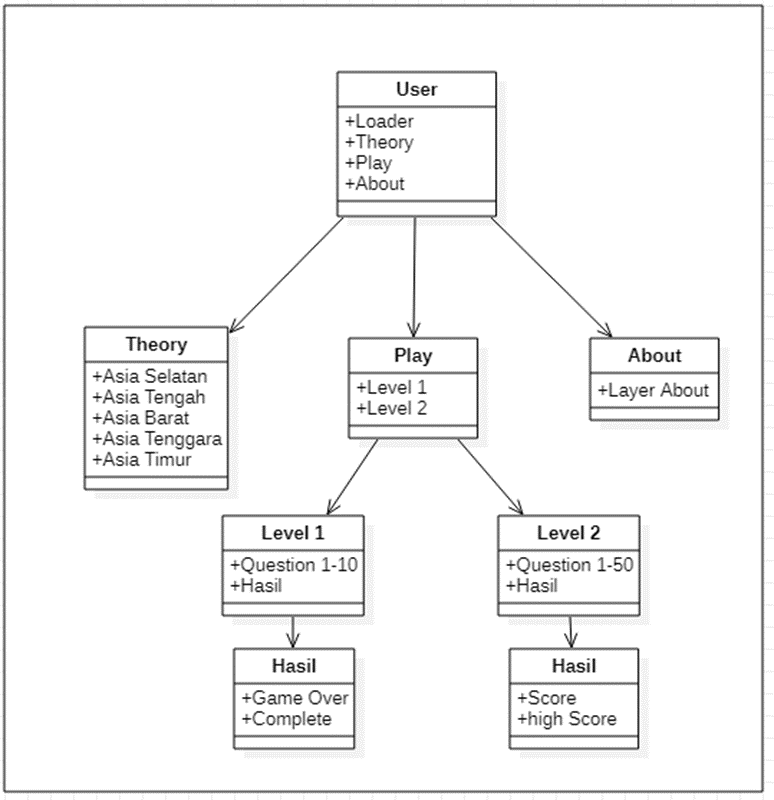 User
+Loader
+Theory
+Play
+About
Theory
+Asia Selatan
+Asia Tengah
+Asia Barat
+Asia Tenggara
+Asia Timur
Play
+Level 1
+Level 2
About
+Layer About
Level 1
+Question 1-10
+Hasil
Level 2
+Question 1-50
+Hasil
Hasil
+Game Over
+Complete
Hasil
+Score
+high Score